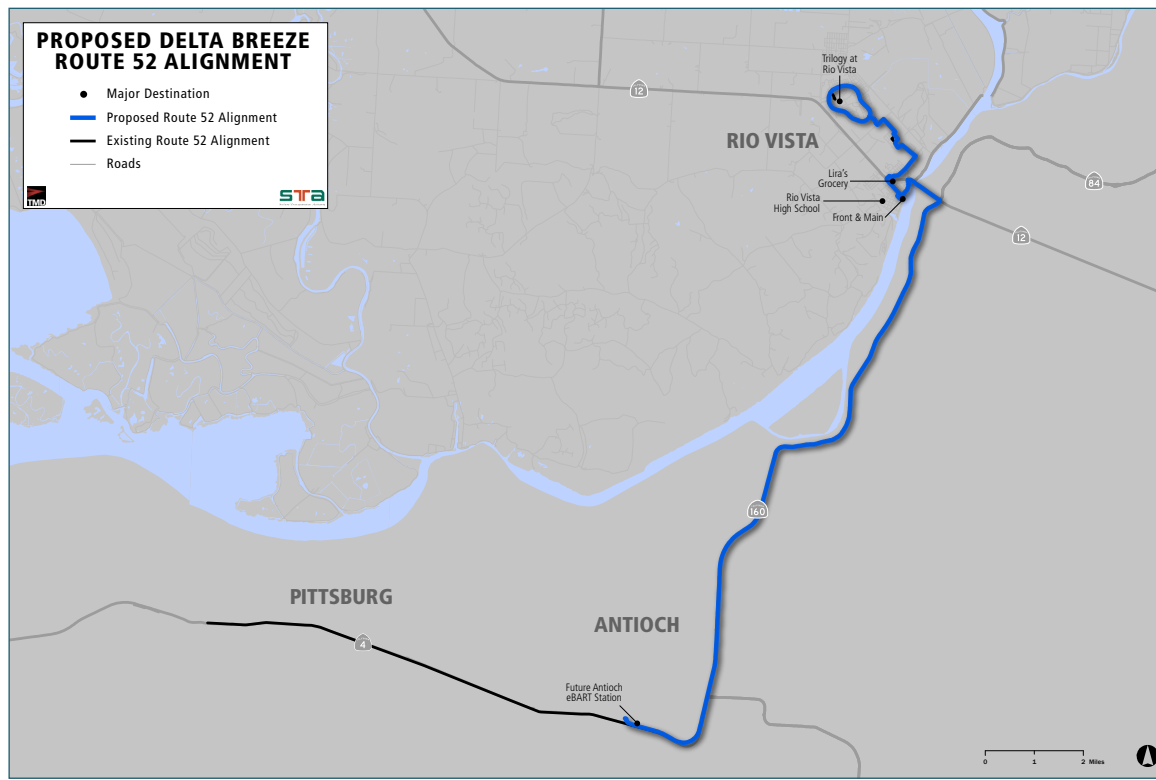 PROPOSED DELTA BREEZE
ROUTE 52 ALIGNMENT
Major Destination
Proposed Route 52 Alignment
Existing Route 52 Alignment
Roads
TMD
STA
12
Trilogy at
Rio Vista
RIO VISTA
Lira's
Grocery
Rio Vista
High School
Front & Main
84
12
160
PITTSBURG
ANTIOCH
4
Future Antioch
eBART Station
0 1 2 Miles